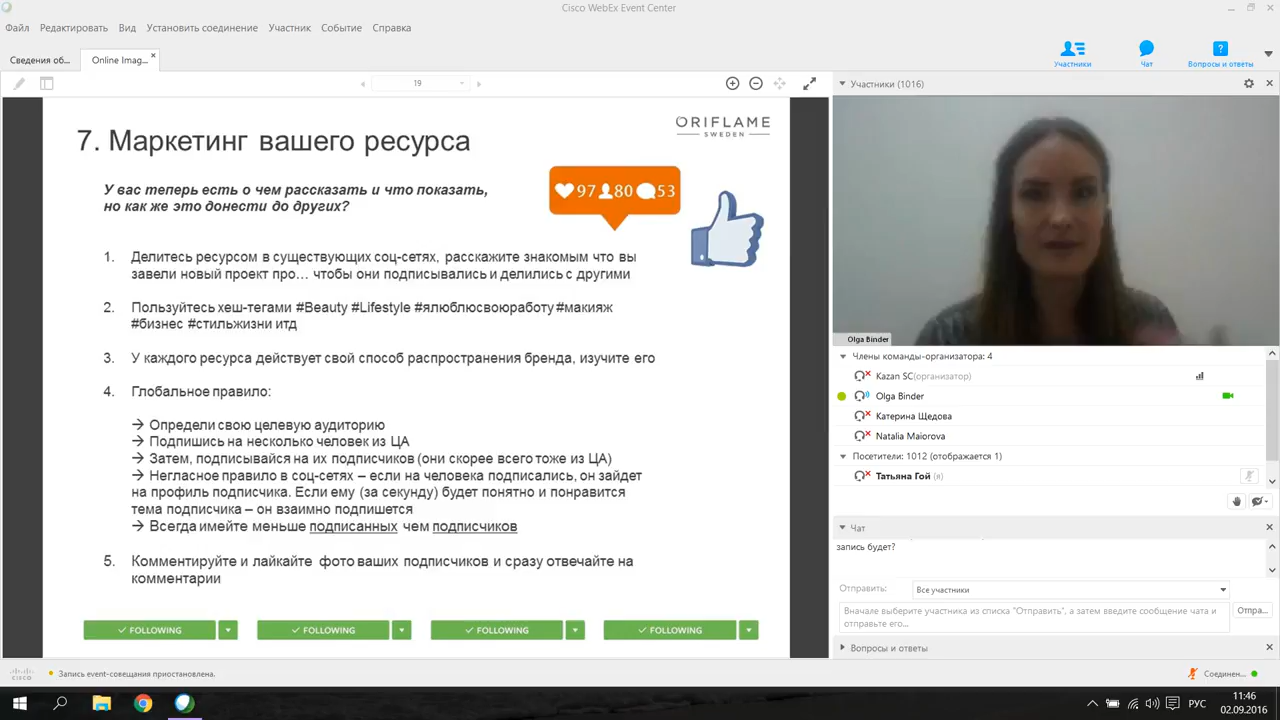 Cisco WebEx Event Center
Файл Редактировать Вид Установить соединение Участник Событие Справка
Сведения об... Online Imag...
Участники Чат Вопросы и ответы
19
Участники (1016)
ORIFLAME
SWEDEN
7. Маркетинг вашего ресурса
У вас теперь есть о чем рассказать и что показать,
но как же это донести до других?
97 80 53
1. Делитесь ресурсом в существующих соц-сетях, расскажите знакомым что вы
завели новый проект про... чтобы они подписывались и делились с другими
2. Пользуйтесь хеш-тегами #Beauty #Lifestyle #ялюблюсвоюработу #макияж
#бизнес #стильжизни итд
3. У каждого ресурса действует свой способ распространения бренда, изучите его
4. Глобальное правило:
→ Определи свою целевую аудиторию
→ Подпишись на несколько человек из ЦА
→ Затем, подписывайся на их подписчиков (они скорее всего тоже из ЦА)
→ Негласное правило в соц-сетях – если на человека подписались, он зайдет
на профиль подписчика. Если ему (за секунду) будет понятно и понравится
тема подписчика – он взаимно подпишется
→ Всегда имейте меньше подписанных чем подписчиков
5. Комментируйте и лайкайте фото ваших подписчиков и сразу отвечайте на
комментарии
FOLLOWING FOLLOWING FOLLOWING FOLLOWING
Olga Binder
Члены команды-организатора: 4
Kazan SC(организатор)
Olga Binder
Катерина Щедова
Natalia Maiorova
Посетители: 1012 (отображается 1)
Татьяна Гой (я)
Чат
запись будет?
Отправить: Все участники
Вначале выберите участника из списка "Отправить", а затем введите сообщение чата и
отправьте его...
Отпра...
Вопросы и ответы
CISCO
Запись event-совещания приостановлена.
Соединен...
РУС
11:46
02.09.2016